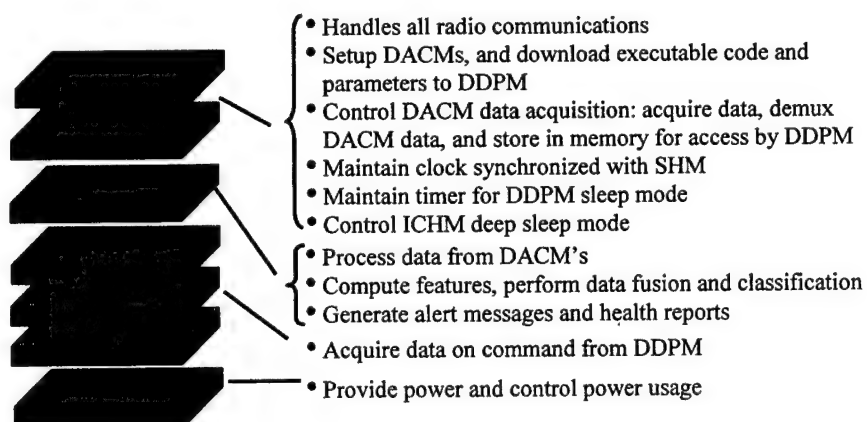 • Handles all radio communications
• Setup DACMs, and download executable code and
parameters to DDPM
• Control DACM data acquisition: acquire data, demux
DACM data, and store in memory for access by DDPM
• Maintain clock synchronized with SHM
• Maintain timer for DDPM sleep mode
• Control ICHM deep sleep mode
• Process data from DACM's
• Compute features, perform data fusion and classification
• Generate alert messages and health reports
• Acquire data on command from DDPM
• Provide power and control power usage